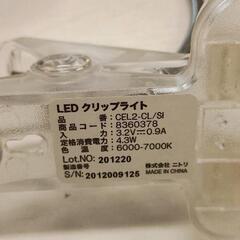 LED クリップライト
品 番：CEL2-CL/SI
商品コード：8360378
入 力：3.2V⎓0.9A
定格消費電力：4.3W
色 温 度：6000-7000K
Lot.NO：201220 株式会社 ニトリ
製造番号 MADE IN CHINA
S/N：2012009125